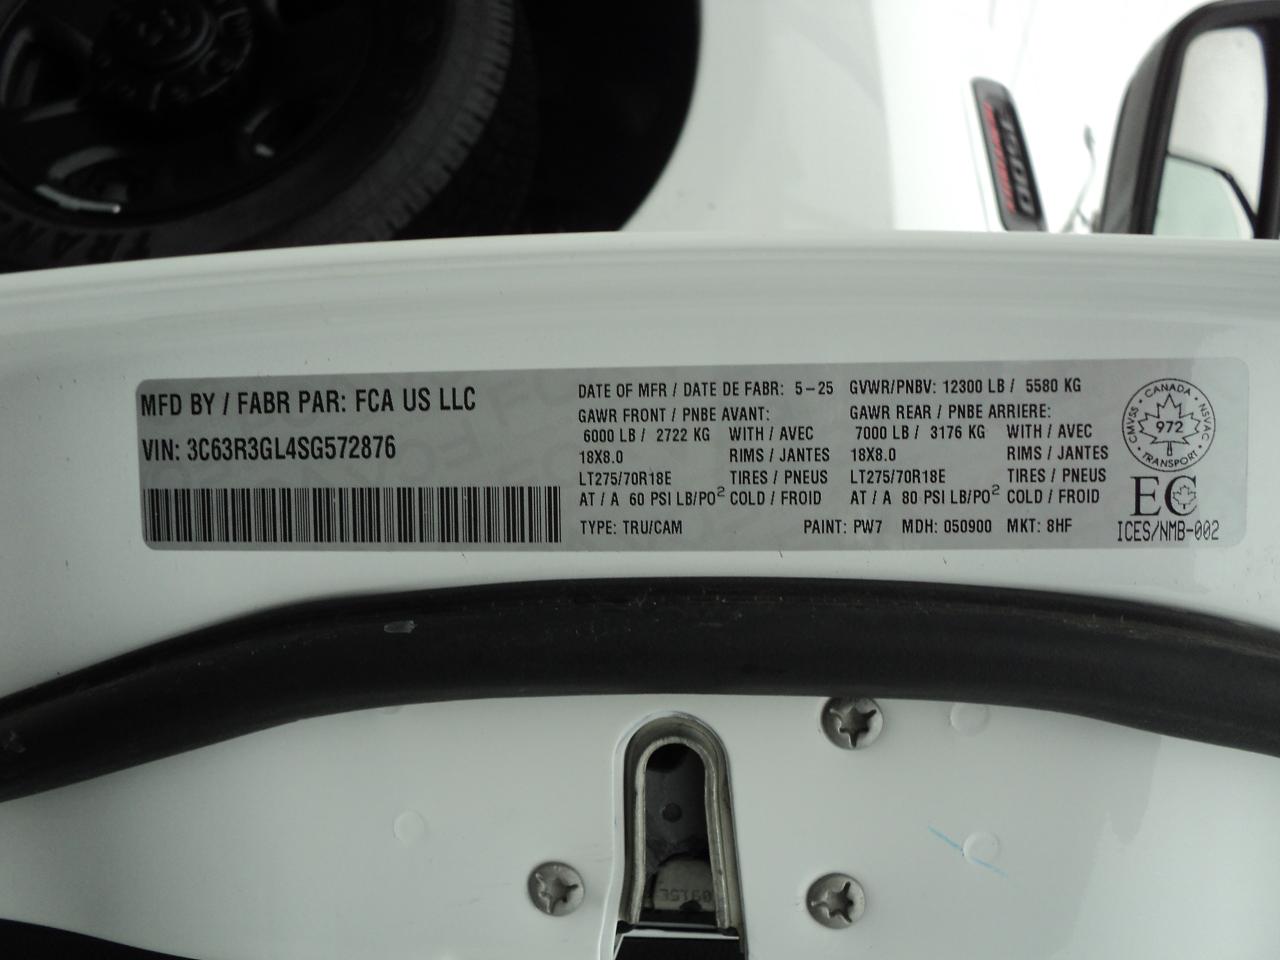 MFD BY / FABR PAR: FCA US LLC
VIN: 3C63R3GL4SG572876
DATE OF MFR / DATE DE FABR: 5-25 GVWR/PNBV: 12300 LB / 5580 KG
GAWR FRONT / PNBE AVANT: GAWR REAR / PNBE ARRIERE:
6000 LB / 2722 KG WITH / AVEC 7000 LB / 3176 KG WITH / AVEC
18X8.0 RIMS / JANTES 18X8.0 RIMS / JANTES
LT275/70R18E TIRES / PNEUS LT275/70R18E TIRES / PNEUS
AT / A 60 PSI LB/PO² COLD / FROID AT / A 80 PSI LB/PO² COLD / FROID
TYPE: TRU/CAM PAINT: PW7 MDH: 050900 MKT: 8HF
CMVSS · CANADA · NSVAC
972
TRANSPORT
EC
ICES/NMB-002
TRAN
3500